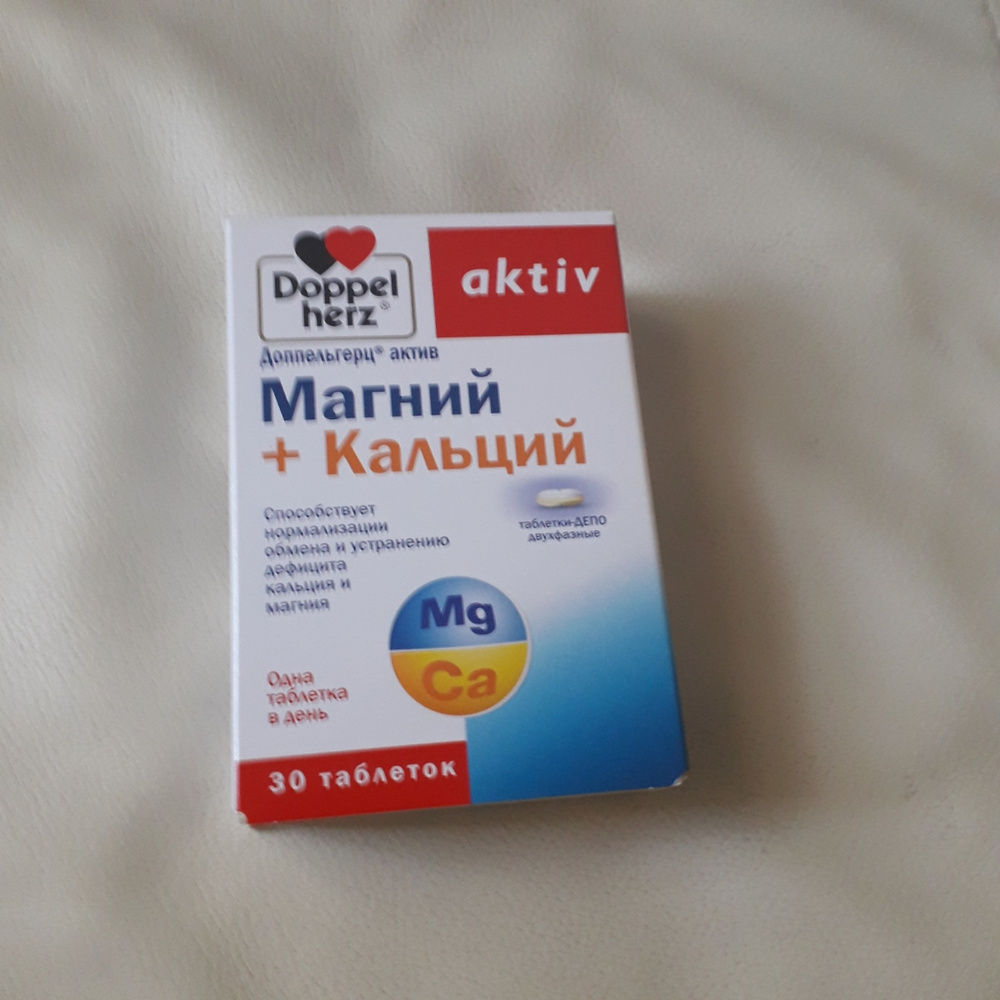 Doppel
herz®
aktiv
Доппельгерц® актив
Магний
+ Кальций
Способствует
нормализации
обмена и устранению
дефицита
кальция и
магния
таблетки-ДЕПО
двухфазные
Mg
Ca
Одна
таблетка
в день
30 таблеток